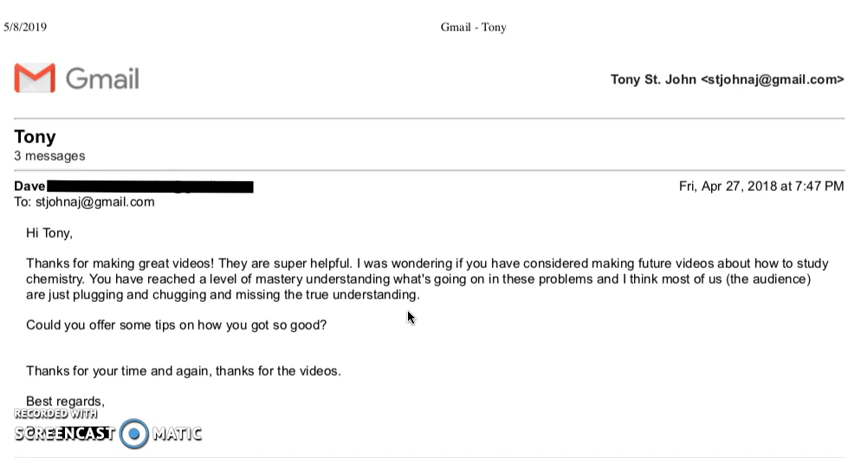 5/8/2019 Gmail - Tony
Gmail Tony St. John <stjohnaj@gmail.com>
Tony
3 messages
Dave Fri, Apr 27, 2018 at 7:47 PM
To: stjohnaj@gmail.com
Hi Tony,
Thanks for making great videos! They are super helpful. I was wondering if you have considered making future videos about how to study
chemistry. You have reached a level of mastery understanding what's going on in these problems and I think most of us (the audience)
are just plugging and chugging and missing the true understanding.
Could you offer some tips on how you got so good?
Thanks for your time and again, thanks for the videos.
Best regards,
RECORDED WITH
SCREENCAST MATIC